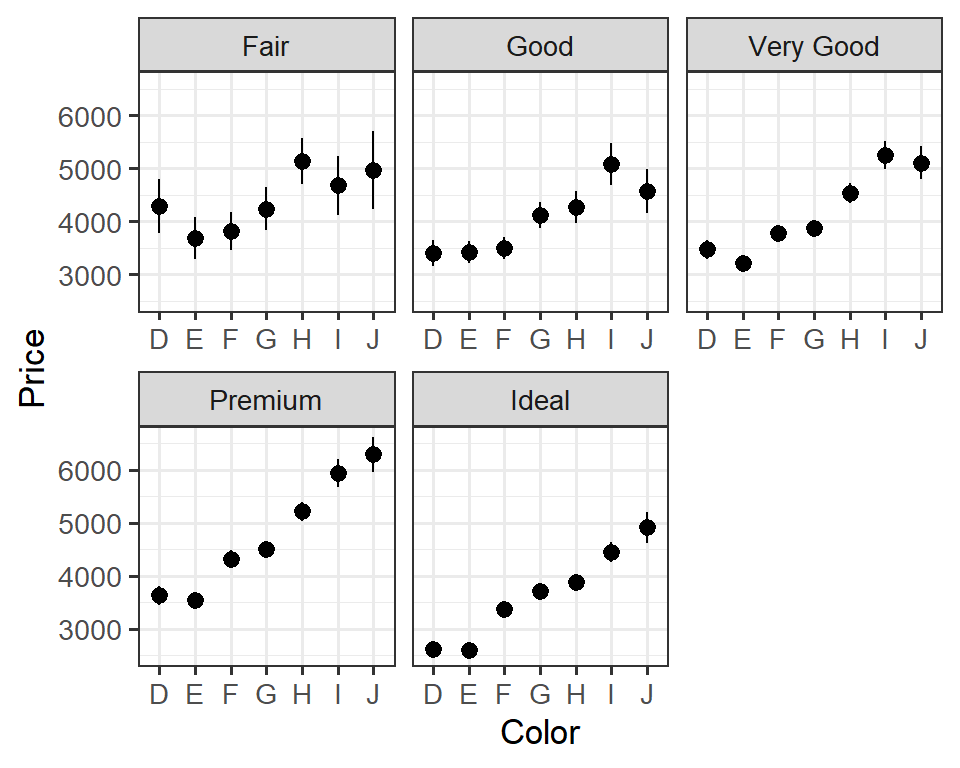 Fair Good Very Good
6000
5000
4000
3000
D E F G H I J D E F G H I J D E F G H I J
Premium Ideal
6000
5000
4000
3000
D E F G H I J D E F G H I J
Price
Color